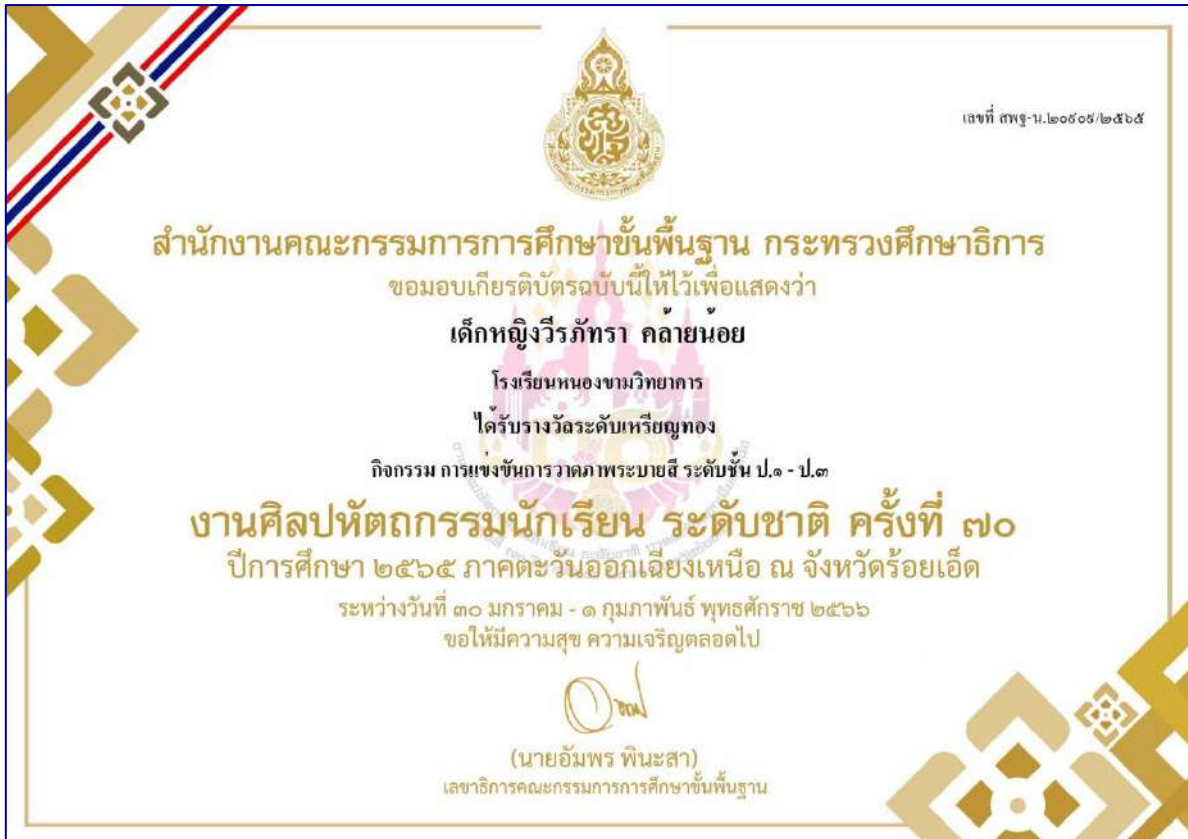 เลขที่ สพฐ-น.๒๐๙๐๙/๒๕๖๕
สำนักงานคณะกรรมการการศึกษาขั้นพื้นฐาน กระทรวงศึกษาธิการ
ขอมอบเกียรติบัตรฉบับนี้ให้ไว้เพื่อแสดงว่า
เด็กหญิงวีรภัทรา คล้ายน้อย
โรงเรียนหนองขามวิทยาคาร
ได้รับรางวัลระดับเหรียญทอง
กิจกรรม การแข่งขันการวาดภาพระบายสี ระดับชั้น ป.๑ - ป.๓
งานศิลปหัตถกรรมนักเรียน ระดับชาติ ครั้งที่ ๗๐
ปีการศึกษา ๒๕๖๕ ภาคตะวันออกเฉียงเหนือ ณ จังหวัดร้อยเอ็ด
ระหว่างวันที่ ๓๐ มกราคม - ๑ กุมภาพันธ์ พุทธศักราช ๒๕๖๖
ขอให้มีความสุข ความเจริญตลอดไป
(นายอัมพร พินะสา)
เลขาธิการคณะกรรมการการศึกษาขั้นพื้นฐาน